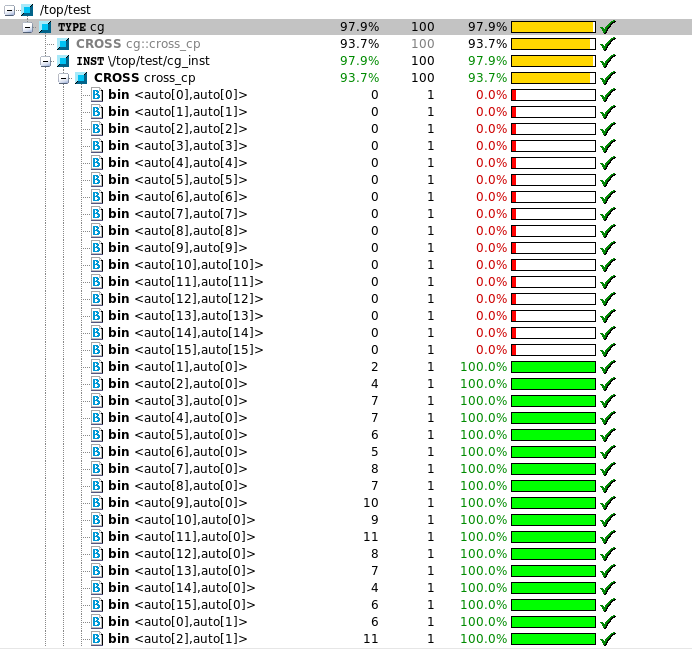 /top/test
TYPE cg 97.9% 100 97.9%
CROSS cg::cross_cp 93.7% 100 93.7%
INST \/top/test/cg_inst 97.9% 100 97.9%
CROSS cross_cp 93.7% 100 93.7%
B bin <auto[0],auto[0]> 0 1 0.0%
B bin <auto[1],auto[1]> 0 1 0.0%
B bin <auto[2],auto[2]> 0 1 0.0%
B bin <auto[3],auto[3]> 0 1 0.0%
B bin <auto[4],auto[4]> 0 1 0.0%
B bin <auto[5],auto[5]> 0 1 0.0%
B bin <auto[6],auto[6]> 0 1 0.0%
B bin <auto[7],auto[7]> 0 1 0.0%
B bin <auto[8],auto[8]> 0 1 0.0%
B bin <auto[9],auto[9]> 0 1 0.0%
B bin <auto[10],auto[10]> 0 1 0.0%
B bin <auto[11],auto[11]> 0 1 0.0%
B bin <auto[12],auto[12]> 0 1 0.0%
B bin <auto[13],auto[13]> 0 1 0.0%
B bin <auto[14],auto[14]> 0 1 0.0%
B bin <auto[15],auto[15]> 0 1 0.0%
B bin <auto[1],auto[0]> 2 1 100.0%
B bin <auto[2],auto[0]> 4 1 100.0%
B bin <auto[3],auto[0]> 7 1 100.0%
B bin <auto[4],auto[0]> 7 1 100.0%
B bin <auto[5],auto[0]> 6 1 100.0%
B bin <auto[6],auto[0]> 5 1 100.0%
B bin <auto[7],auto[0]> 8 1 100.0%
B bin <auto[8],auto[0]> 7 1 100.0%
B bin <auto[9],auto[0]> 10 1 100.0%
B bin <auto[10],auto[0]> 9 1 100.0%
B bin <auto[11],auto[0]> 11 1 100.0%
B bin <auto[12],auto[0]> 8 1 100.0%
B bin <auto[13],auto[0]> 7 1 100.0%
B bin <auto[14],auto[0]> 4 1 100.0%
B bin <auto[15],auto[0]> 6 1 100.0%
B bin <auto[0],auto[1]> 6 1 100.0%
B bin <auto[2],auto[1]> 11 1 100.0%